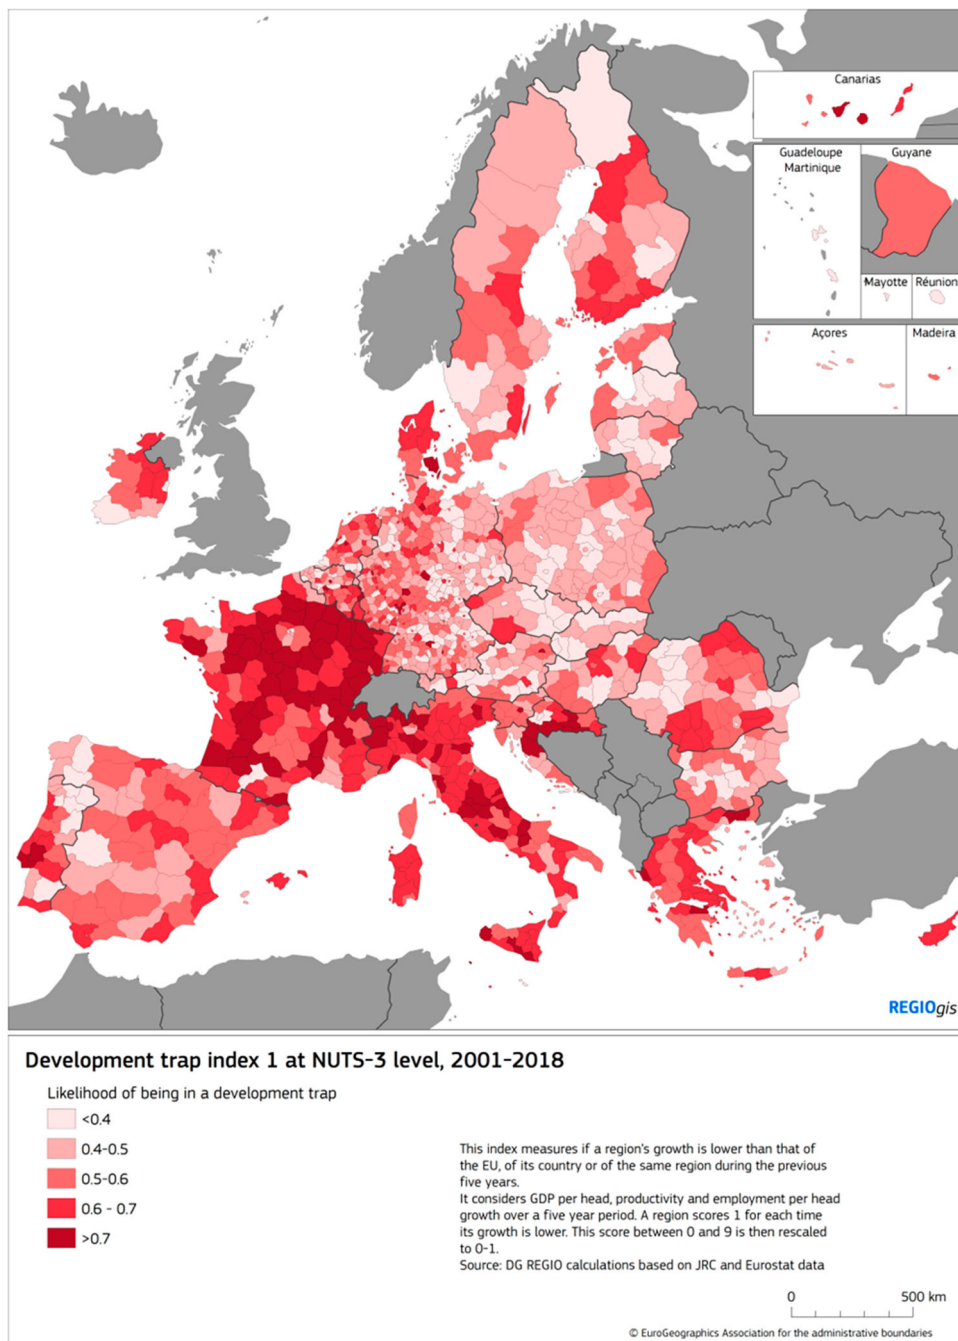 Canarias
Guadeloupe
Martinique
Guyane
Mayotte
Réunion
Açores
Madeira
REGIOgis
Development trap index 1 at NUTS-3 level, 2001-2018
Likelihood of being in a development trap
<0.4
0.4-0.5
0.5-0.6
0.6 - 0.7
>0.7
This index measures if a region's growth is lower than that of
the EU, of its country or of the same region during the previous
five years.
It considers GDP per head, productivity and employment per head
growth over a five year period. A region scores 1 for each time
its growth is lower. This score between 0 and 9 is then rescaled
to 0-1.
Source: DG REGIO calculations based on JRC and Eurostat data
0 500 km
© EuroGeographics Association for the administrative boundaries